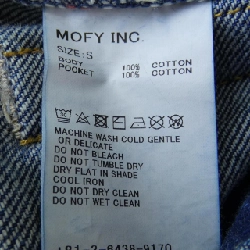 MOFY INC.
SIZE:S
BODY 100% COTTON
POCKET 100% COTTON
MACHINE WASH COLD GENTLE
OR DELICATE
DO NOT BLEACH
DO NOT TUMBLE DRY
DRY FLAT IN SHADE
COOL IRON
DO NOT DRY CLEAN
DO NOT WET CLEAN